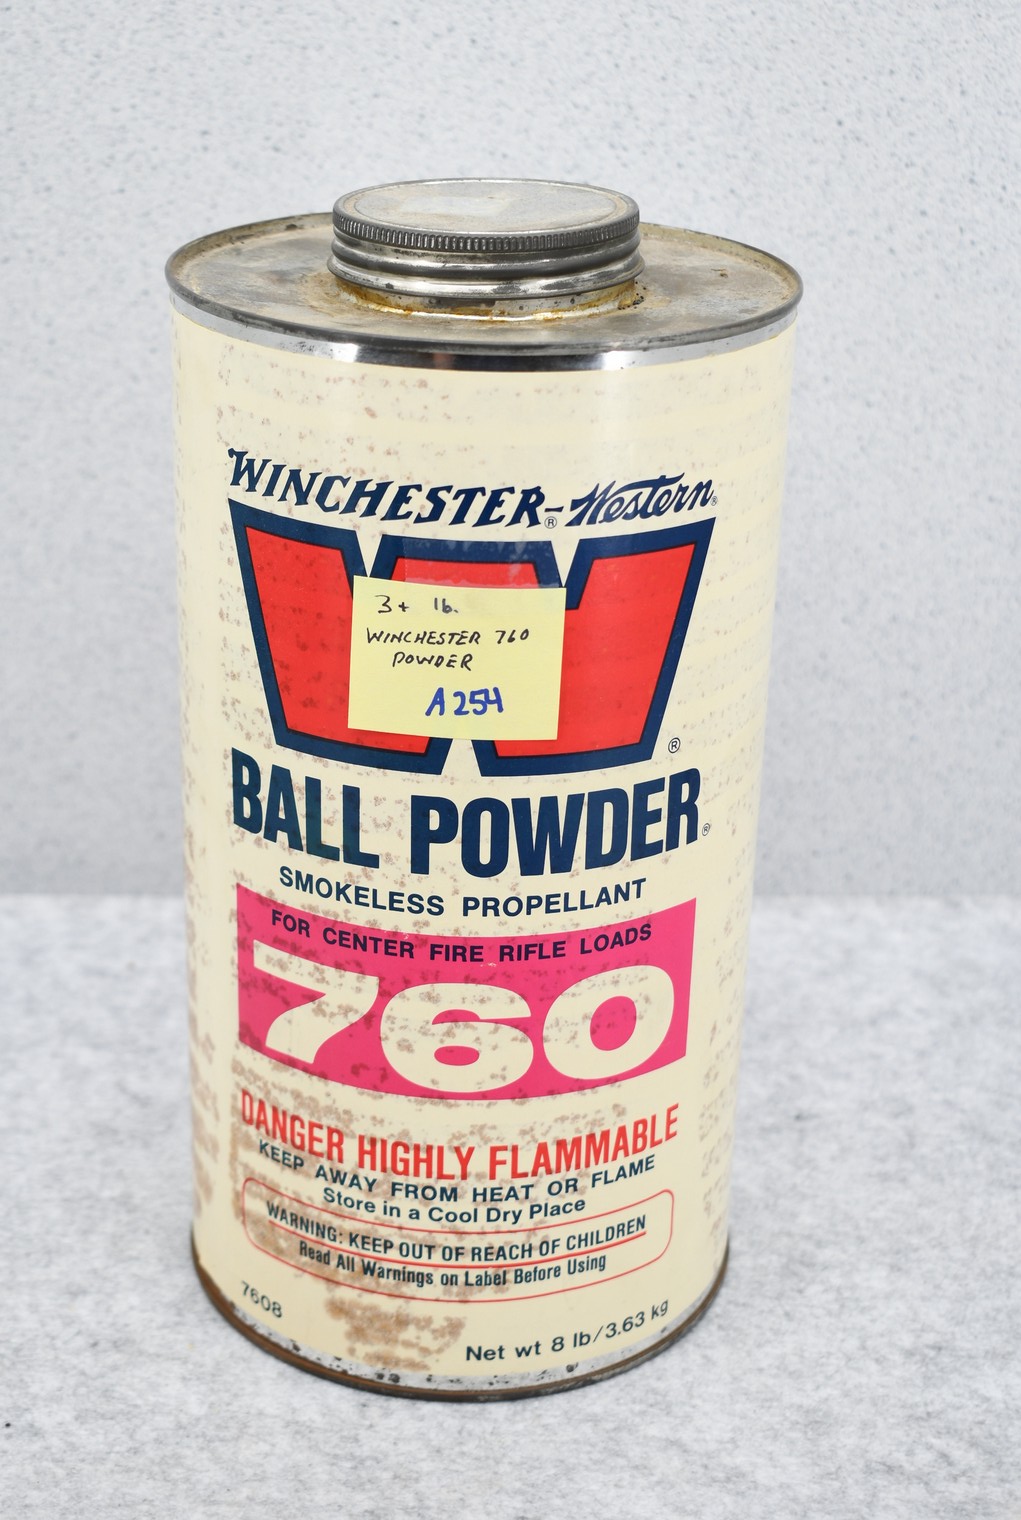 WINCHESTER®-Western®
3+ lb.
WINCHESTER 760
POWDER
A254
®
BALL POWDER®
SMOKELESS PROPELLANT
FOR CENTER FIRE RIFLE LOADS
760
DANGER HIGHLY FLAMMABLE
KEEP AWAY FROM HEAT OR FLAME
Store in a Cool Dry Place
WARNING: KEEP OUT OF REACH OF CHILDREN
Read All Warnings on Label Before Using
7608
Net wt 8 lb/3.63 kg